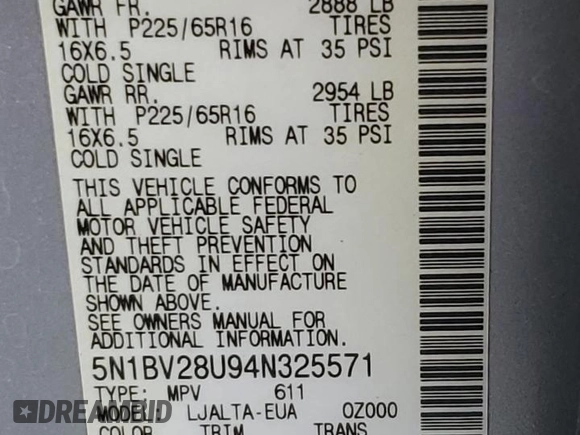 GAWR FR. 2888 LB
WITH P225/65R16 TIRES
16X6.5 RIMS AT 35 PSI
COLD SINGLE
GAWR RR. 2954 LB
WITH P225/65R16 TIRES
16X6.5 RIMS AT 35 PSI
COLD SINGLE
THIS VEHICLE CONFORMS TO
ALL APPLICABLE FEDERAL
MOTOR VEHICLE SAFETY
AND THEFT PREVENTION
STANDARDS IN EFFECT ON
THE DATE OF MANUFACTURE
SHOWN ABOVE.
SEE OWNERS MANUAL FOR
ADDITIONAL INFORMATION.
5N1BV28U94N325571
TYPE: MPV 611
MODEL: LJALTA-EUA OZ000
COLOR TRIM TRANS
DREAMBID